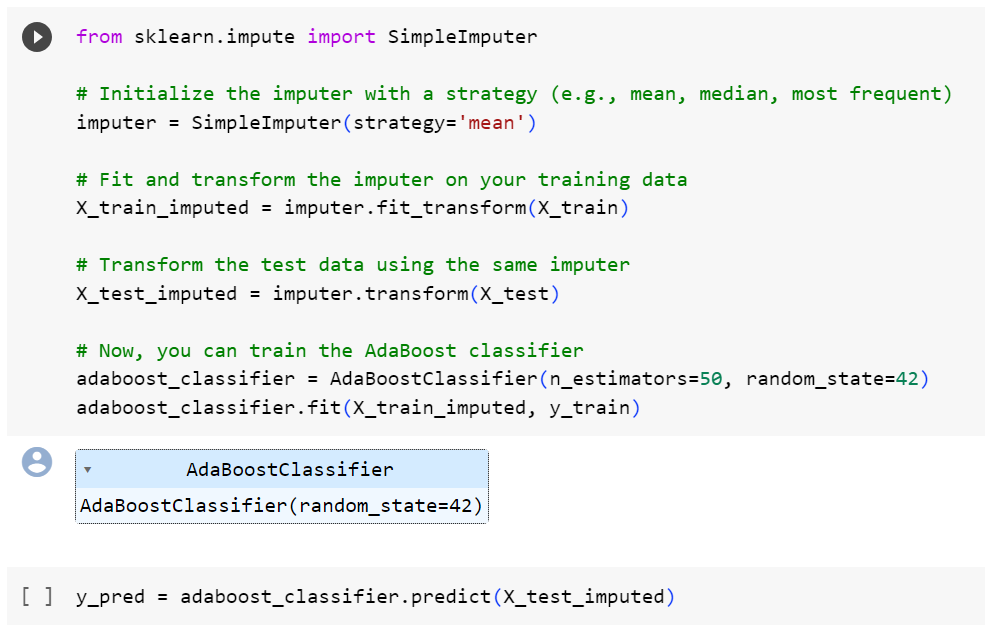 from sklearn.impute import SimpleImputer
# Initialize the imputer with a strategy (e.g., mean, median, most frequent)
imputer = SimpleImputer(strategy='mean')
# Fit and transform the imputer on your training data
X_train_imputed = imputer.fit_transform(X_train)
# Transform the test data using the same imputer
X_test_imputed = imputer.transform(X_test)
# Now, you can train the AdaBoost classifier
adaboost_classifier = AdaBoostClassifier(n_estimators=50, random_state=42)
adaboost_classifier.fit(X_train_imputed, y_train)
AdaBoostClassifier
AdaBoostClassifier(random_state=42)
[ ] y_pred = adaboost_classifier.predict(X_test_imputed)